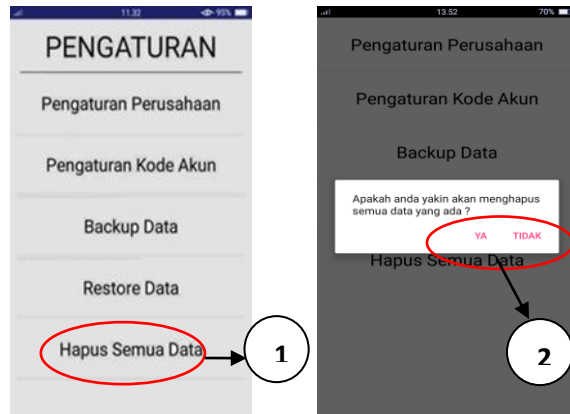 11.32 95%
PENGATURAN
Pengaturan Perusahaan
Pengaturan Kode Akun
Backup Data
Restore Data
Hapus Semua Data
1
13.52 70%
Pengaturan Perusahaan
Pengaturan Kode Akun
Backup Data
Apakah anda yakin akan menghapus
semua data yang ada ?
YA TIDAK
Hapus Semua Data
2